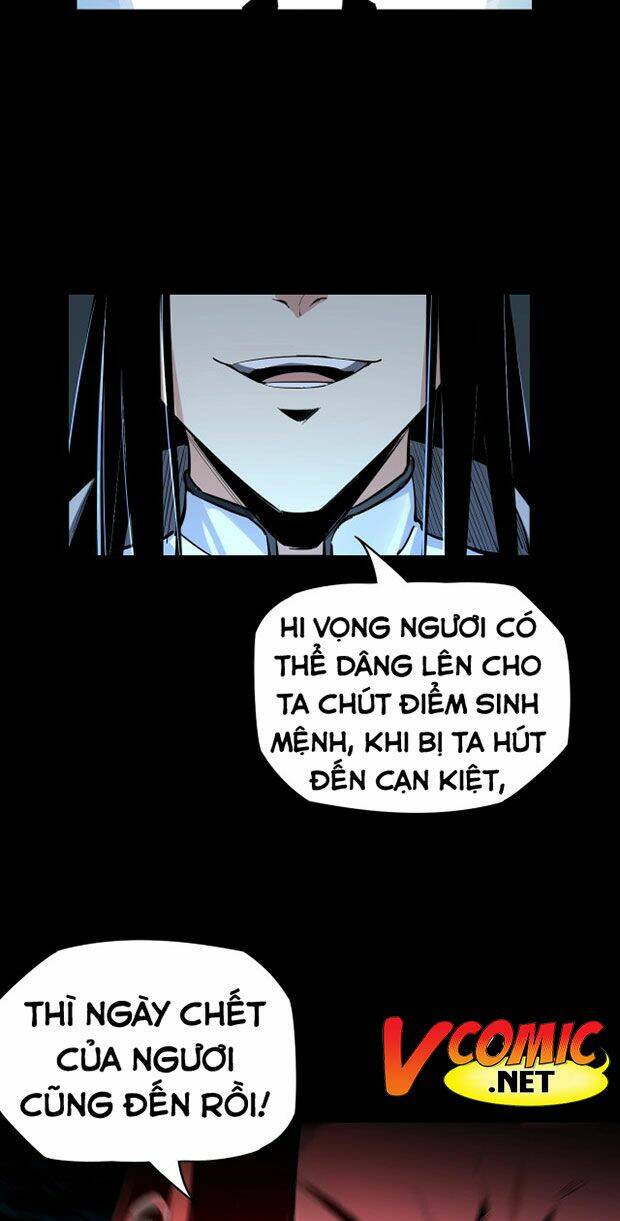 HI VỌNG NGƯƠI CÓ
THỂ DÂNG LÊN CHO
TA CHÚT ĐIỂM SINH
MỆNH, KHI BỊ TA HÚT
ĐẾN CẠN KIỆT,
THÌ NGÀY CHẾT
CỦA NGƯƠI
CŨNG ĐẾN RỒI!
VCOMIC
.NET